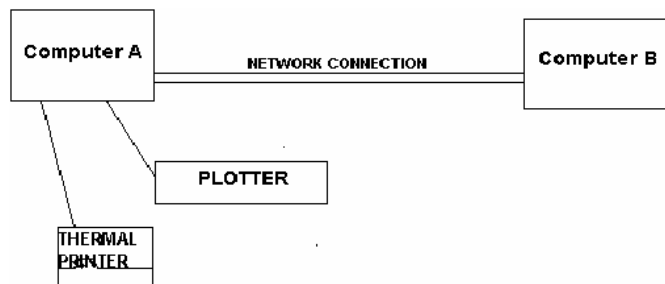 Computer A
NETWORK CONNECTION
Computer B
PLOTTER
THERMAL
PRINTER